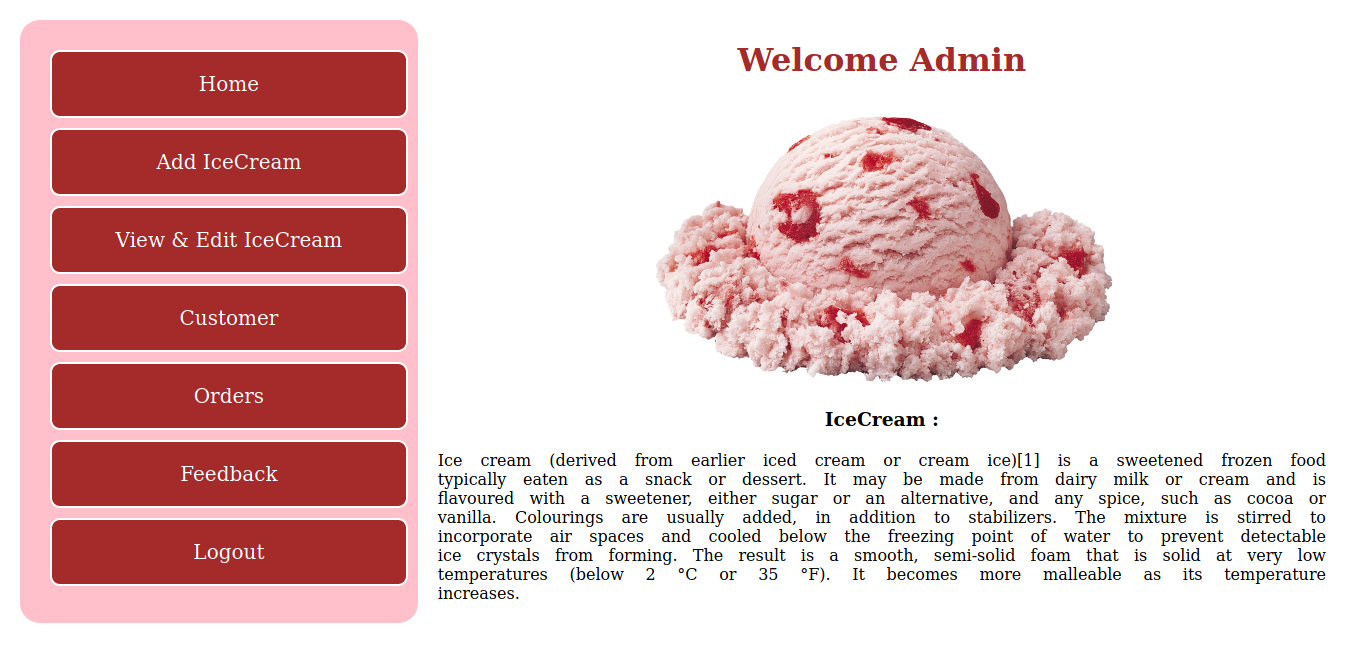 Home
Add IceCream
View & Edit IceCream
Customer
Orders
Feedback
Logout
Welcome Admin
IceCream :
Ice cream (derived from earlier iced cream or cream ice)[1] is a sweetened frozen food
typically eaten as a snack or dessert. It may be made from dairy milk or cream and is
flavoured with a sweetener, either sugar or an alternative, and any spice, such as cocoa or
vanilla. Colourings are usually added, in addition to stabilizers. The mixture is stirred to
incorporate air spaces and cooled below the freezing point of water to prevent detectable
ice crystals from forming. The result is a smooth, semi-solid foam that is solid at very low
temperatures (below 2 °C or 35 °F). It becomes more malleable as its temperature
increases.